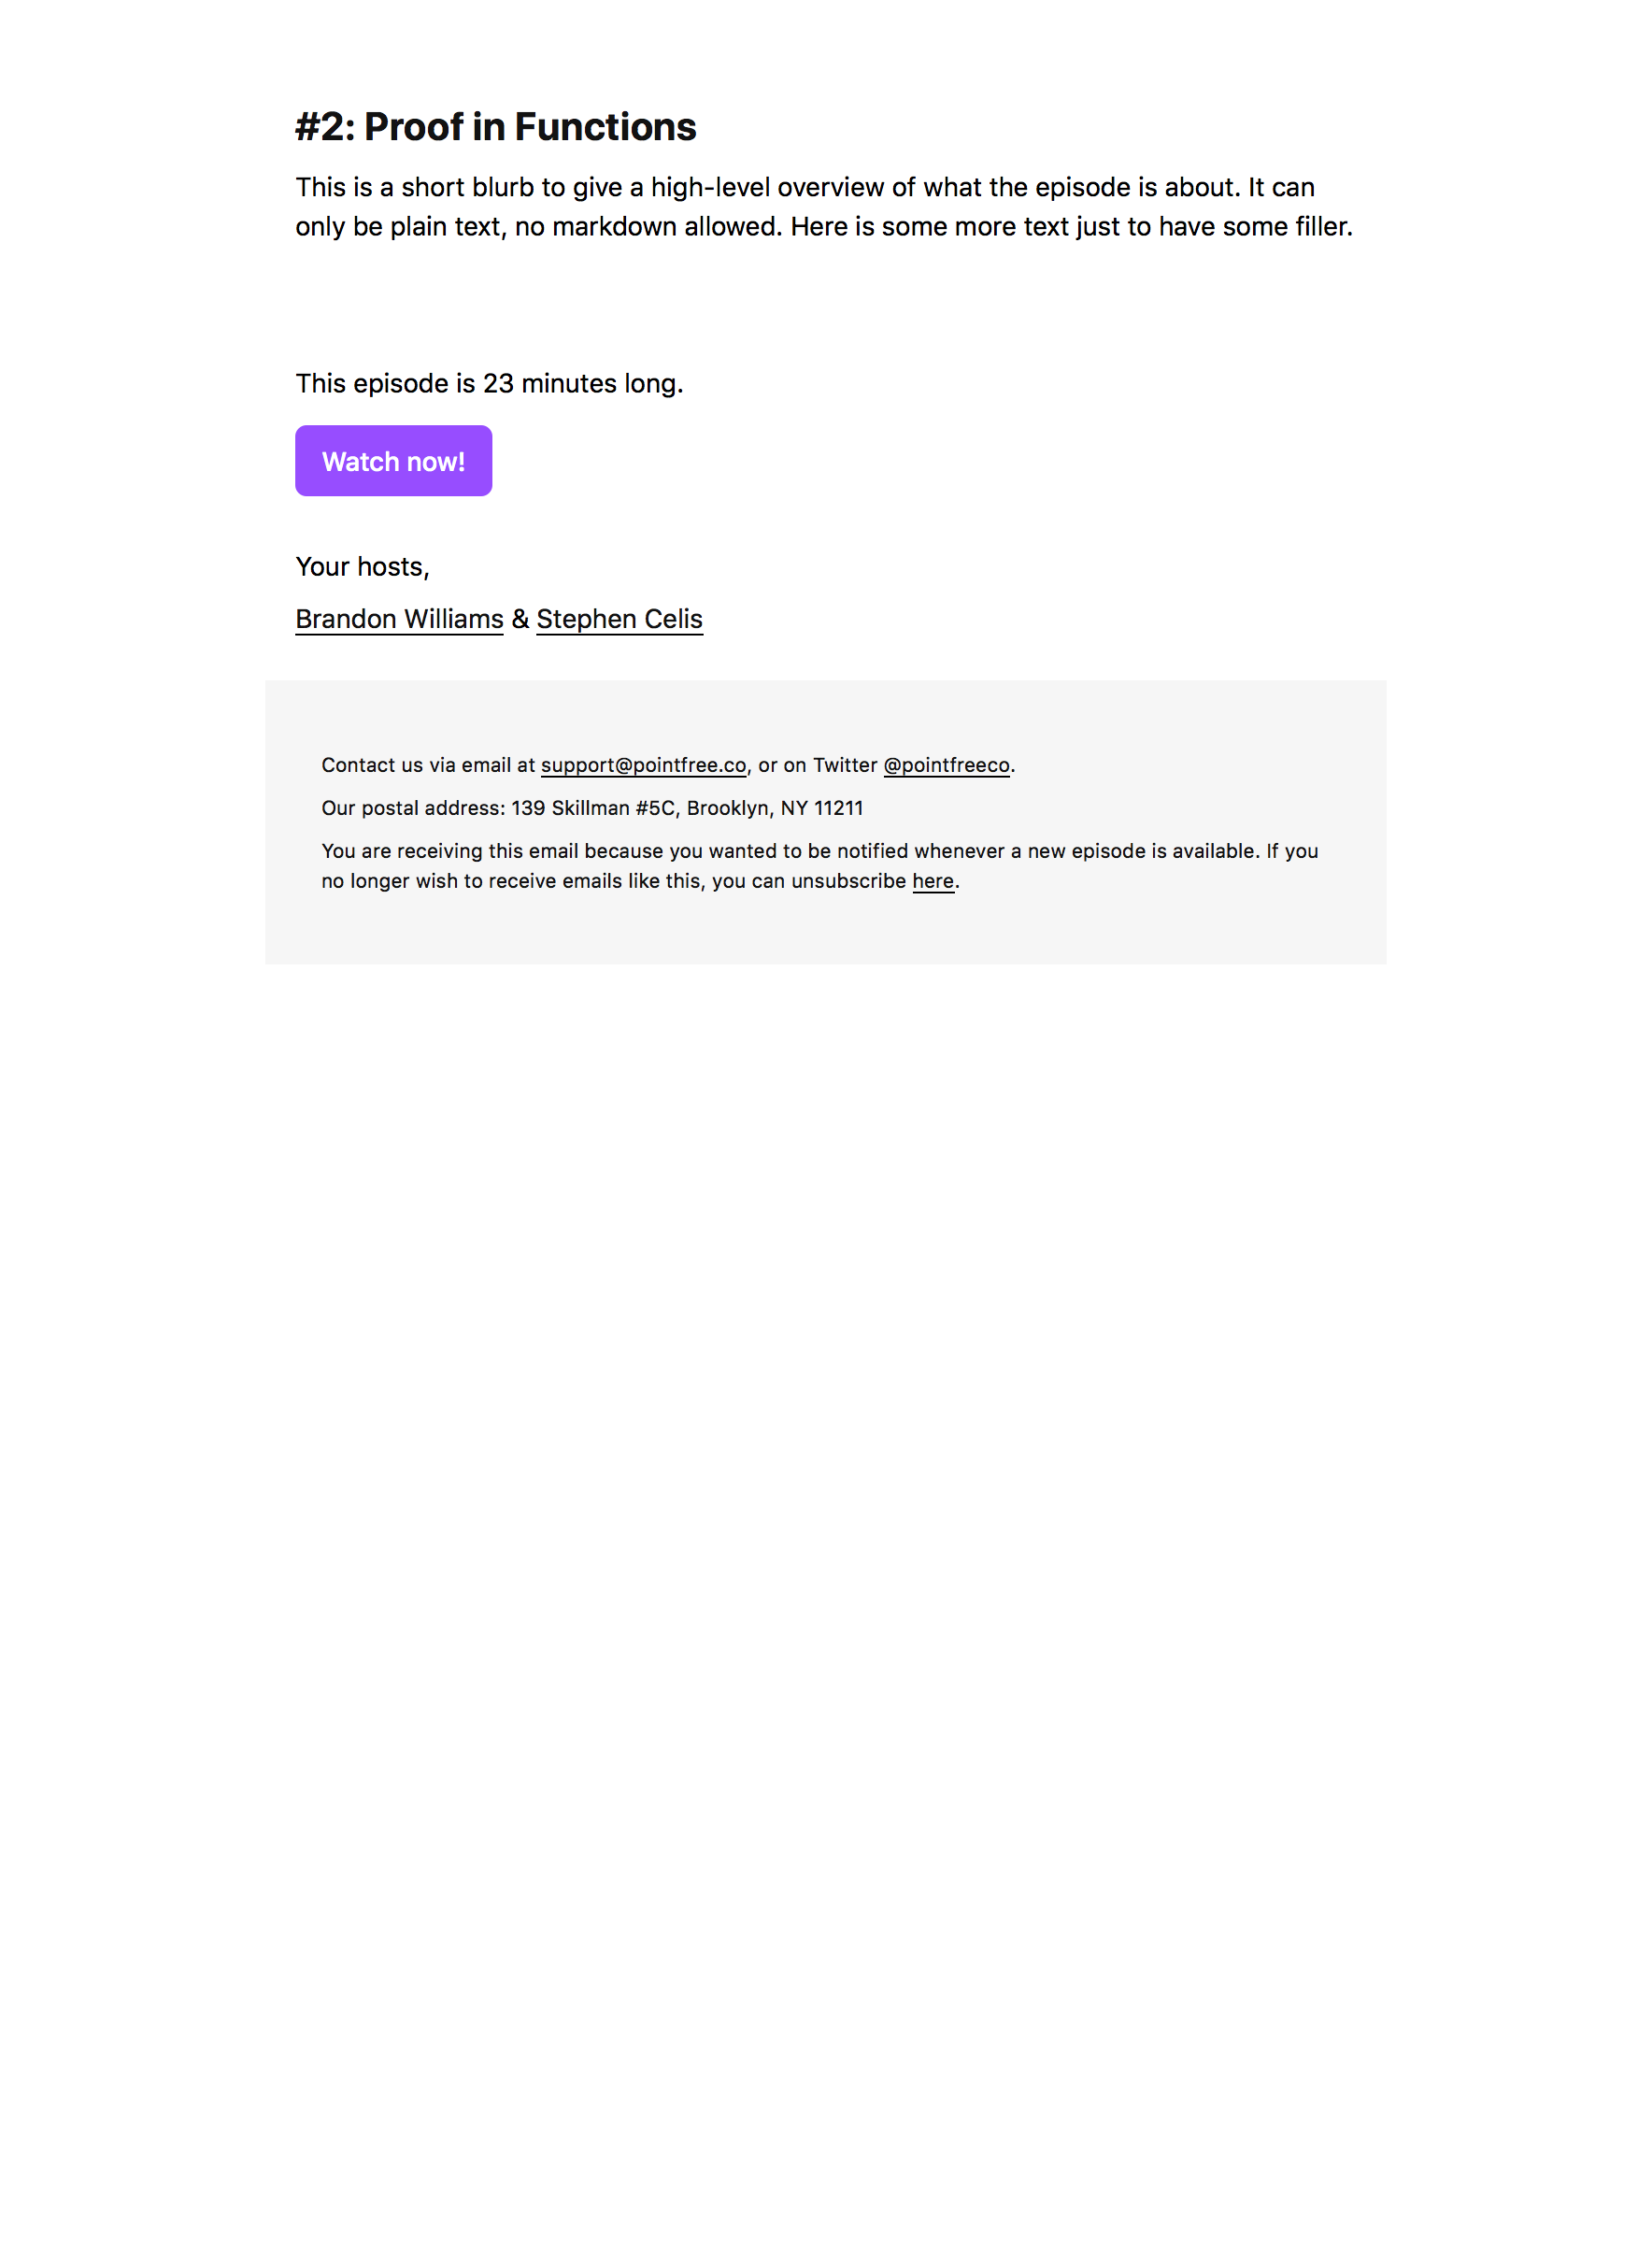 #2: Proof in Functions
This is a short blurb to give a high-level overview of what the episode is about. It can
only be plain text, no markdown allowed. Here is some more text just to have some filler.
This episode is 23 minutes long.
Watch now!
Your hosts,
Brandon Williams & Stephen Celis
Contact us via email at support@pointfree.co, or on Twitter @pointfreeco.
Our postal address: 139 Skillman #5C, Brooklyn, NY 11211
You are receiving this email because you wanted to be notified whenever a new episode is available. If you
no longer wish to receive emails like this, you can unsubscribe here.